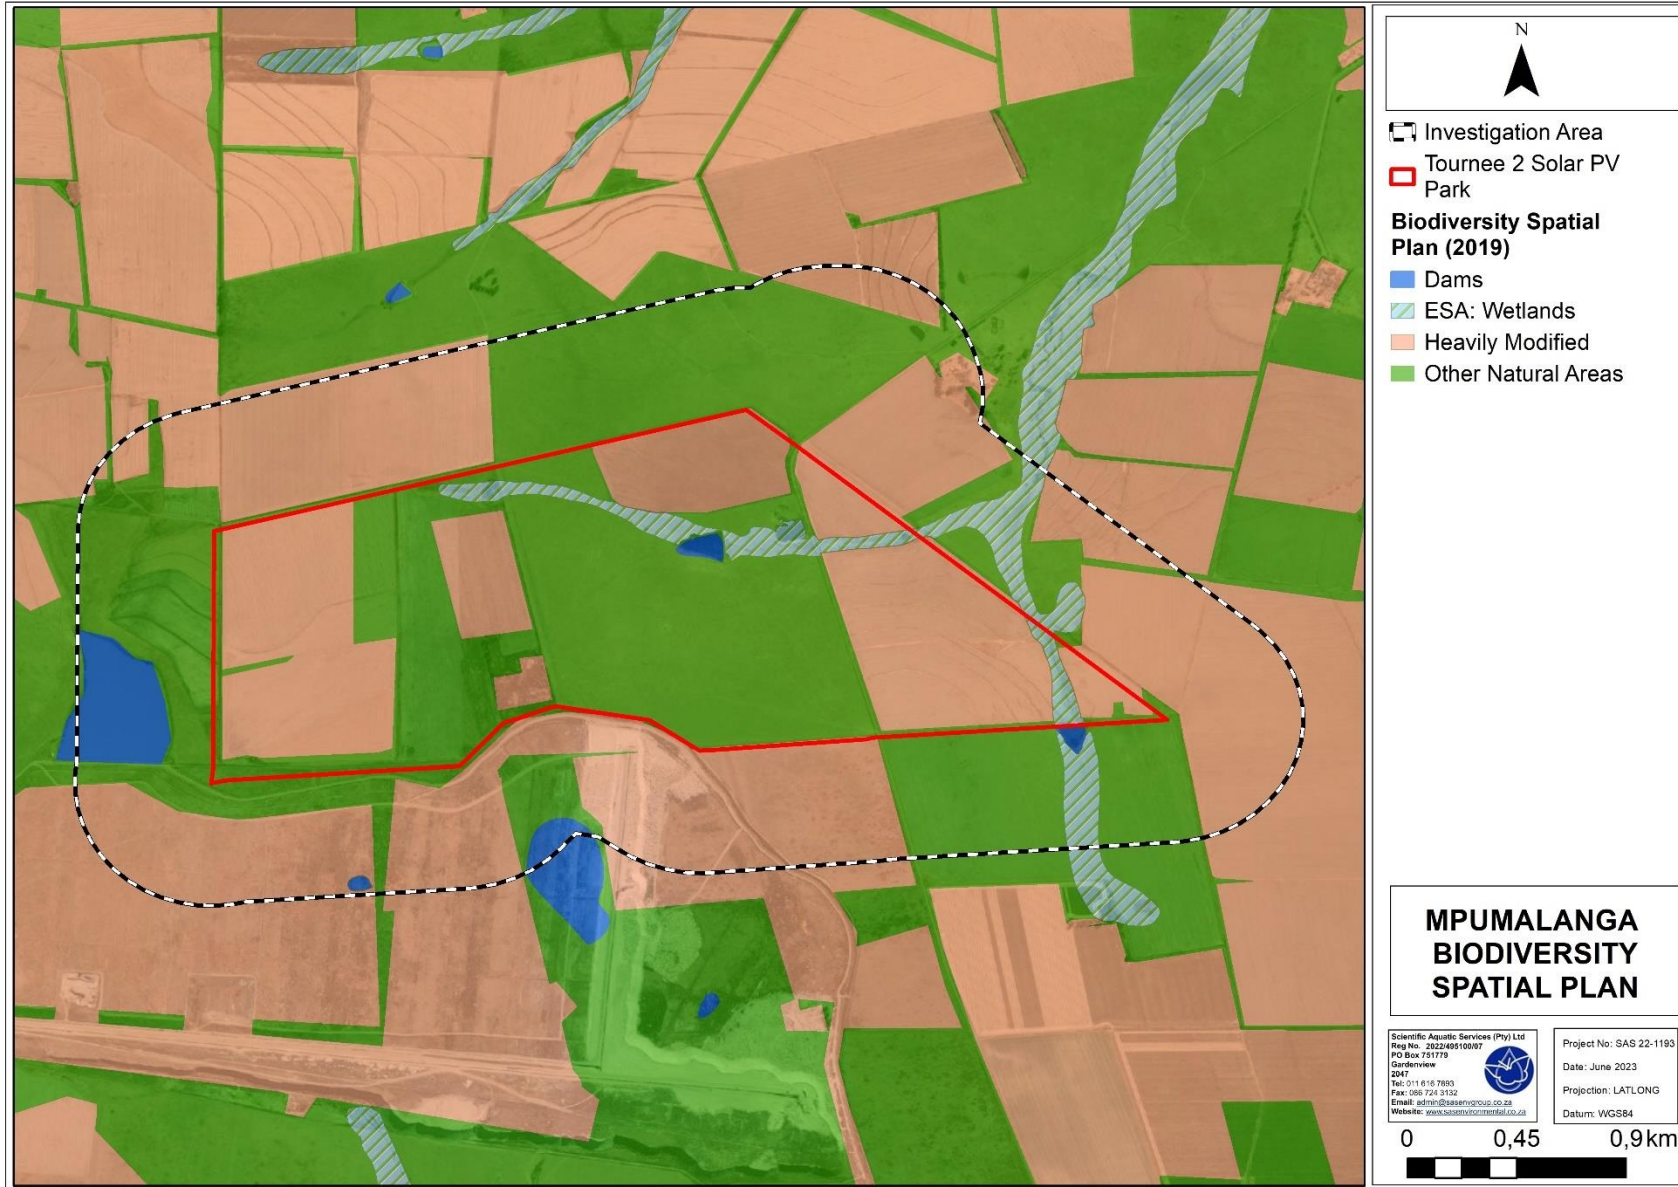 N
Investigation Area
Tournee 2 Solar PV
Park
Biodiversity Spatial
Plan (2019)
Dams
ESA: Wetlands
Heavily Modified
Other Natural Areas
MPUMALANGA
BIODIVERSITY
SPATIAL PLAN
Scientific Aquatic Services (Pty) Ltd
Reg No. 2022/495100/07
PO Box 751779
Gardenview
2047
Tel: 011 616 7893
Fax: 086 724 3132
Email: admin@sasenvgroup.co.za
Website: www.sasenvironmental.co.za
Project No: SAS 22-1193
Date: June 2023
Projection: LATLONG
Datum: WGS84
0 0,45 0,9 km